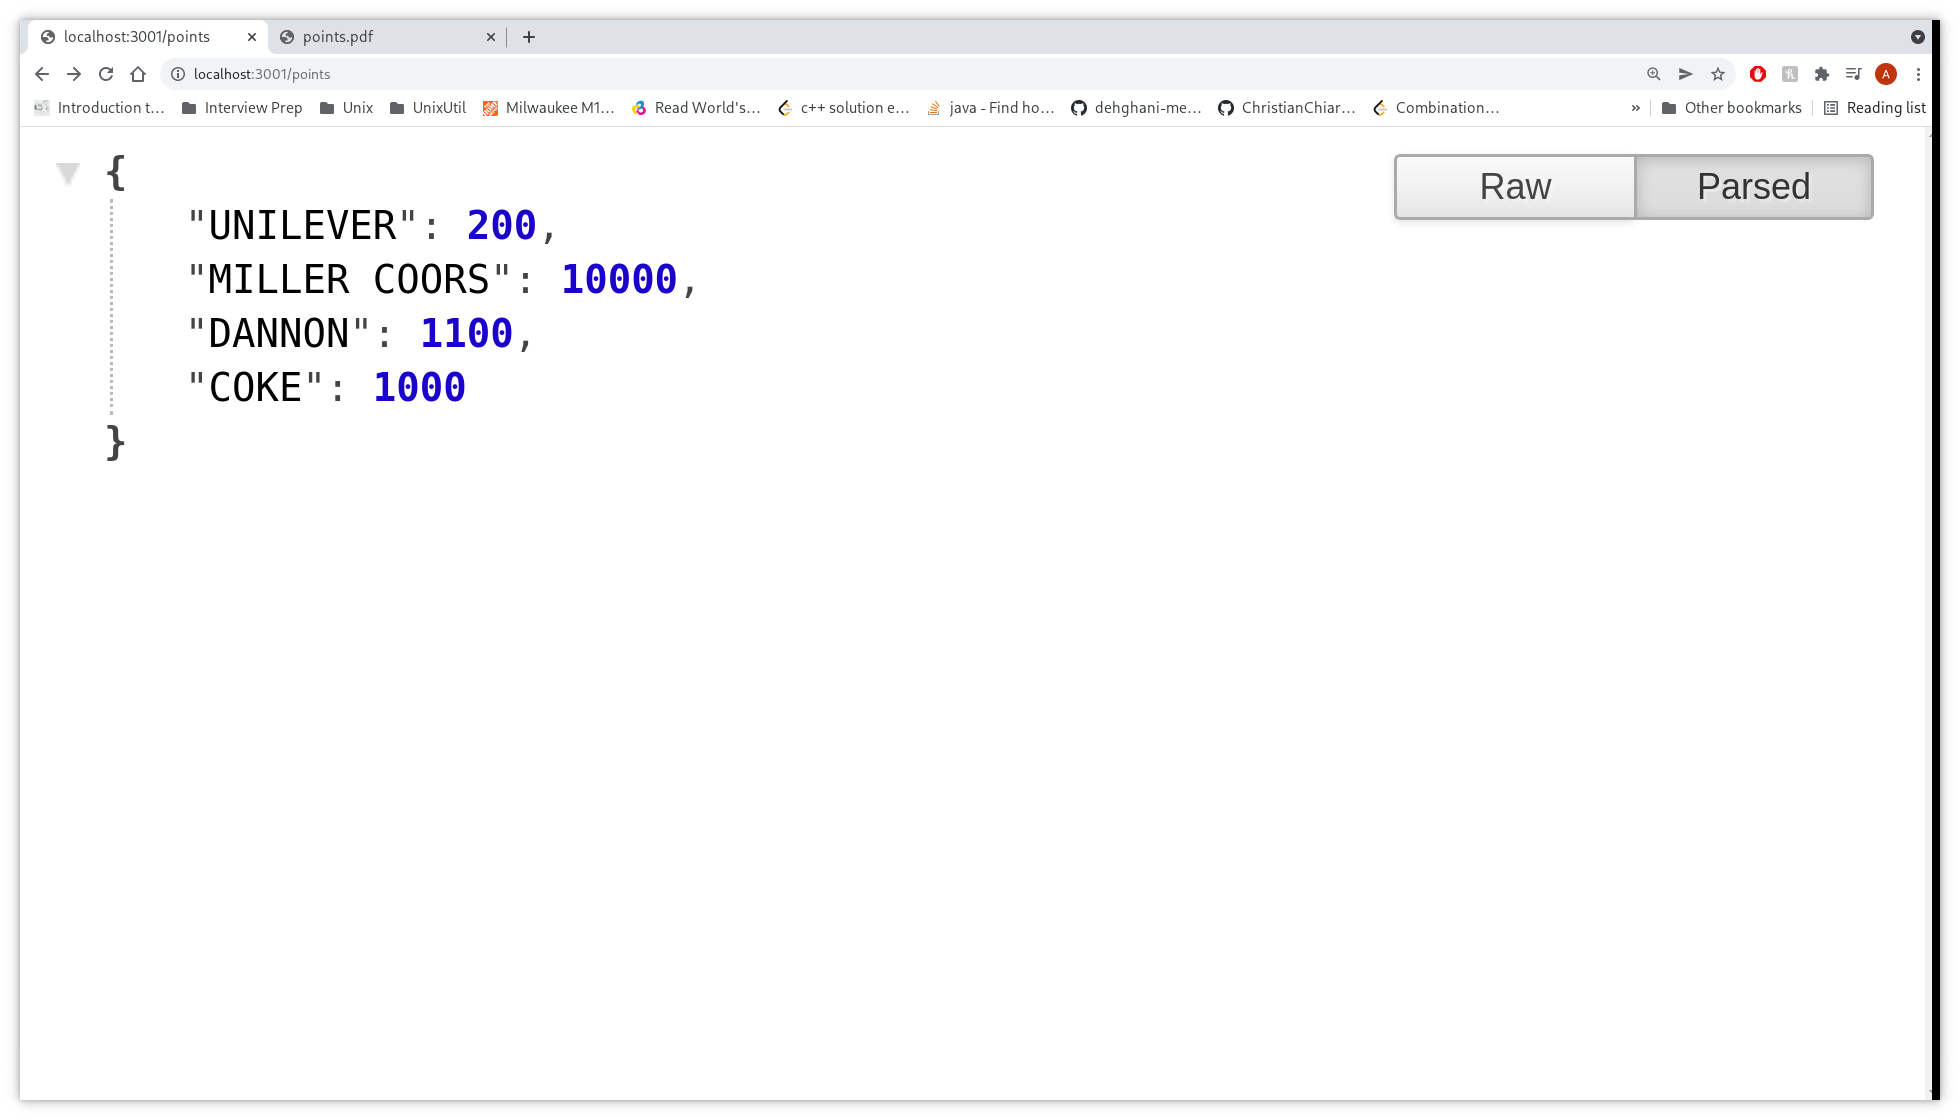 localhost:3001/points points.pdf
localhost:3001/points A
Introduction t... Interview Prep Unix UnixUtil Milwaukee M1... Read World's... c++ solution e... java - Find ho... dehghani-me... ChristianChiar... Combination... » Other bookmarks Reading list
{ Raw Parsed
"UNILEVER": 200,
"MILLER COORS": 10000,
"DANNON": 1100,
"COKE": 1000
}